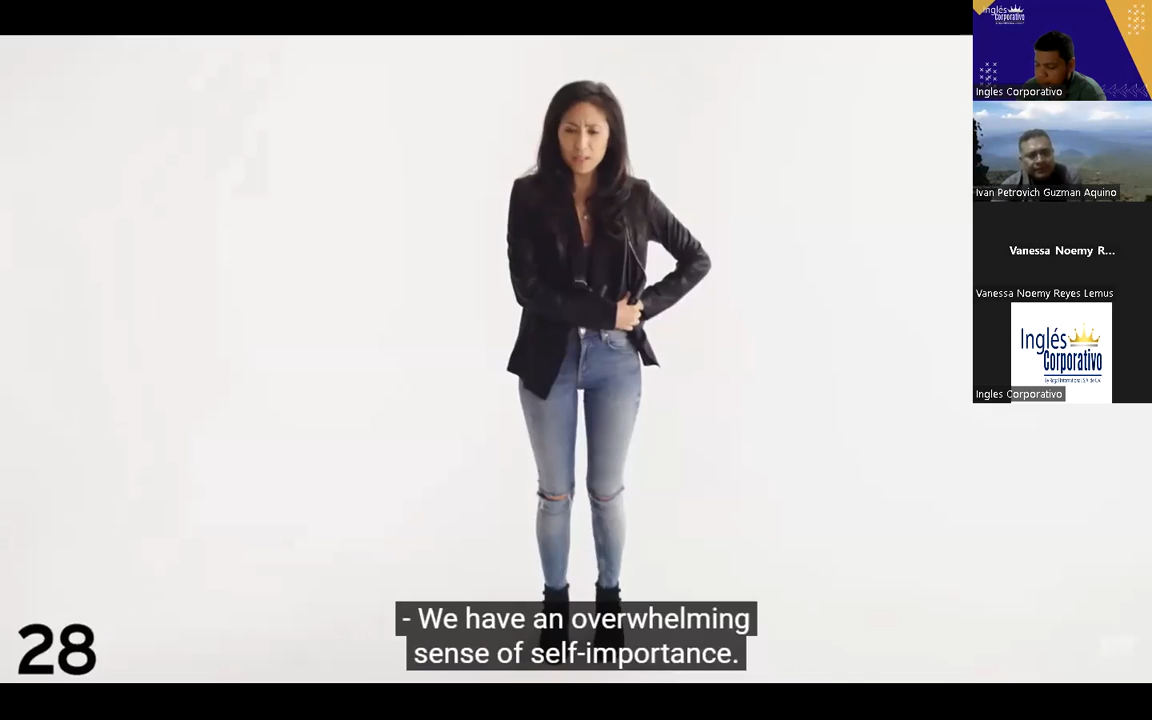 Inglés
Corporativo
Ingles Corporativo
Ivan Petrovich Guzman Aquino
Vanessa Noemy R...
Vanessa Noemy Reyes Lemus
Inglés
Corporativo
Ingles Corporativo
- We have an overwhelming
sense of self-importance.
28